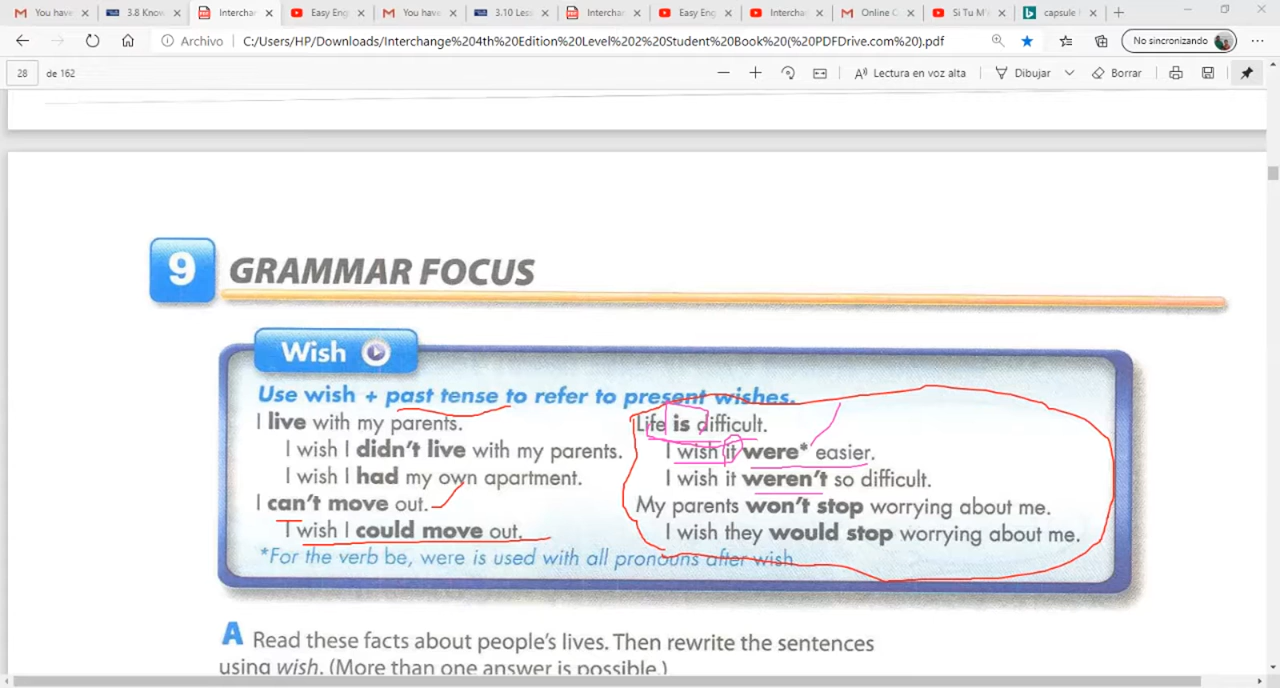 You have
3.8 Know
Interchan
Easy Eng
You have
3.10 Less
Interchan
Easy Eng
Interchan
Online C
Si Tu M'
capsule
Archivo
C:/Users/HP/Downloads/Interchange%204th%20Edition%20Level%202%20Student%20Book%20(%20PDFDrive.com%20).pdf
No sincronizando
28
de 162
Lectura en voz alta
Dibujar
Borrar
9 GRAMMAR FOCUS
Wish
Use wish + past tense to refer to present wishes.
I live with my parents.
I wish I didn't live with my parents.
I wish I had my own apartment.
I can't move out.
I wish I could move out.
Life is difficult.
I wish it were* easier.
I wish it weren't so difficult.
My parents won't stop worrying about me.
I wish they would stop worrying about me.
*For the verb be, were is used with all pronouns after wish.
A Read these facts about people's lives. Then rewrite the sentences
using wish. (More than one answer is possible.)